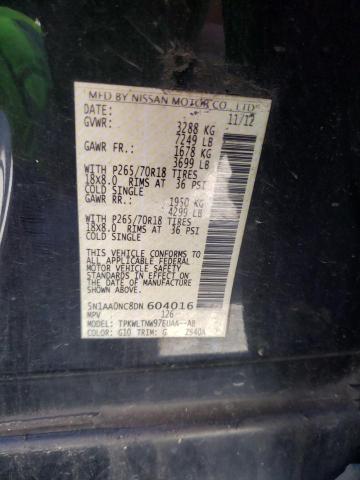 MFD BY NISSAN MOTOR CO., LTD.
DATE: 11/12
GVWR: 3288 KG
7249 LB
GAWR FR.: 1678 KG
3699 LB
WITH P265/70R18 TIRES
18x8.0 RIMS AT 36 PSI
COLD SINGLE
GAWR RR.: 1950 KG
4299 LB
WITH P265/70R18 TIRES
18x8.0 RIMS AT 36 PSI
COLD SINGLE
THIS VEHICLE CONFORMS TO ALL
APPLICABLE FEDERAL MOTOR
VEHICLE SAFETY STANDARDS
IN EFFECT ON THE DATE OF
MANUFACTURE SHOWN ABOVE.
5N1AA0NC8DN 604016
MPV 126
MODEL: TPKWLTNW97EUAA--AB
COLOR: G10 TRIM: G Z540A